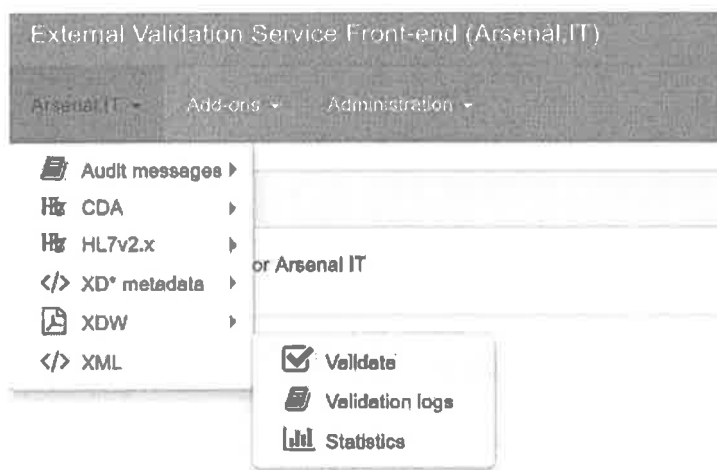 External Validation Service Front-end (Arsenal.IT)
Arsenal.IT Add-ons Administration
Audit messages
CDA
HL7v2.x
or Arsenal IT
XD* metadata
XDW
XML
Validate
Validation logs
Statistics